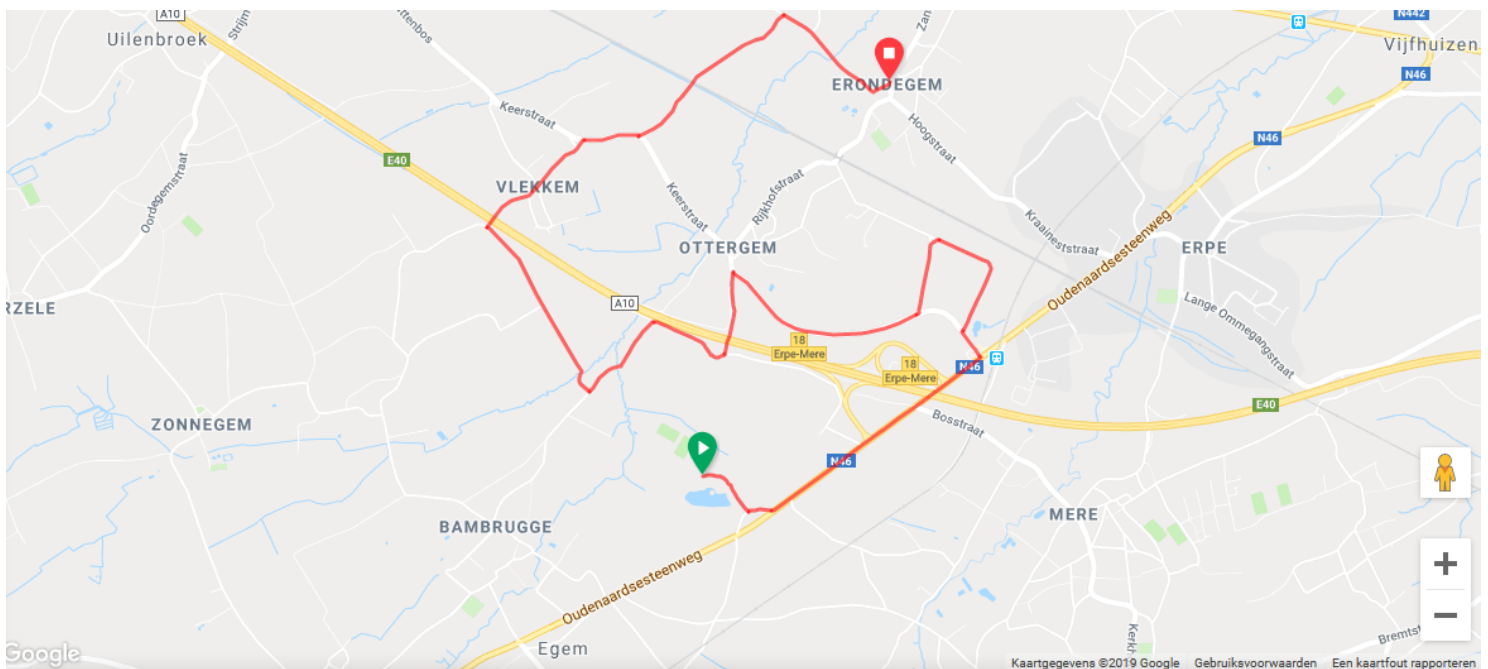 A10
N442
Uilenbroek
Vijfhuizen
N46
ERONDEGEM
Keerstraat
Hoogstraat
N46
E40
VLEKKEM
Oordegemstraat
Keerstraat
Rijkhofstraat
Kraaineststraat
OTTERGEM
ERPE
Oudenaardsesteenweg
A10
RZELE
Lange Ommegangstraat
18
Erpe-Mere
18
Erpe-Mere
N46
E40
Bosstraat
ZONNEGEM
N46
MERE
BAMBRUGGE
Oudenaardsesteenweg
Egem
Google
Kaartgegevens ©2019 Google Gebruiksvoorwaarden Een kaartfout rapporteren